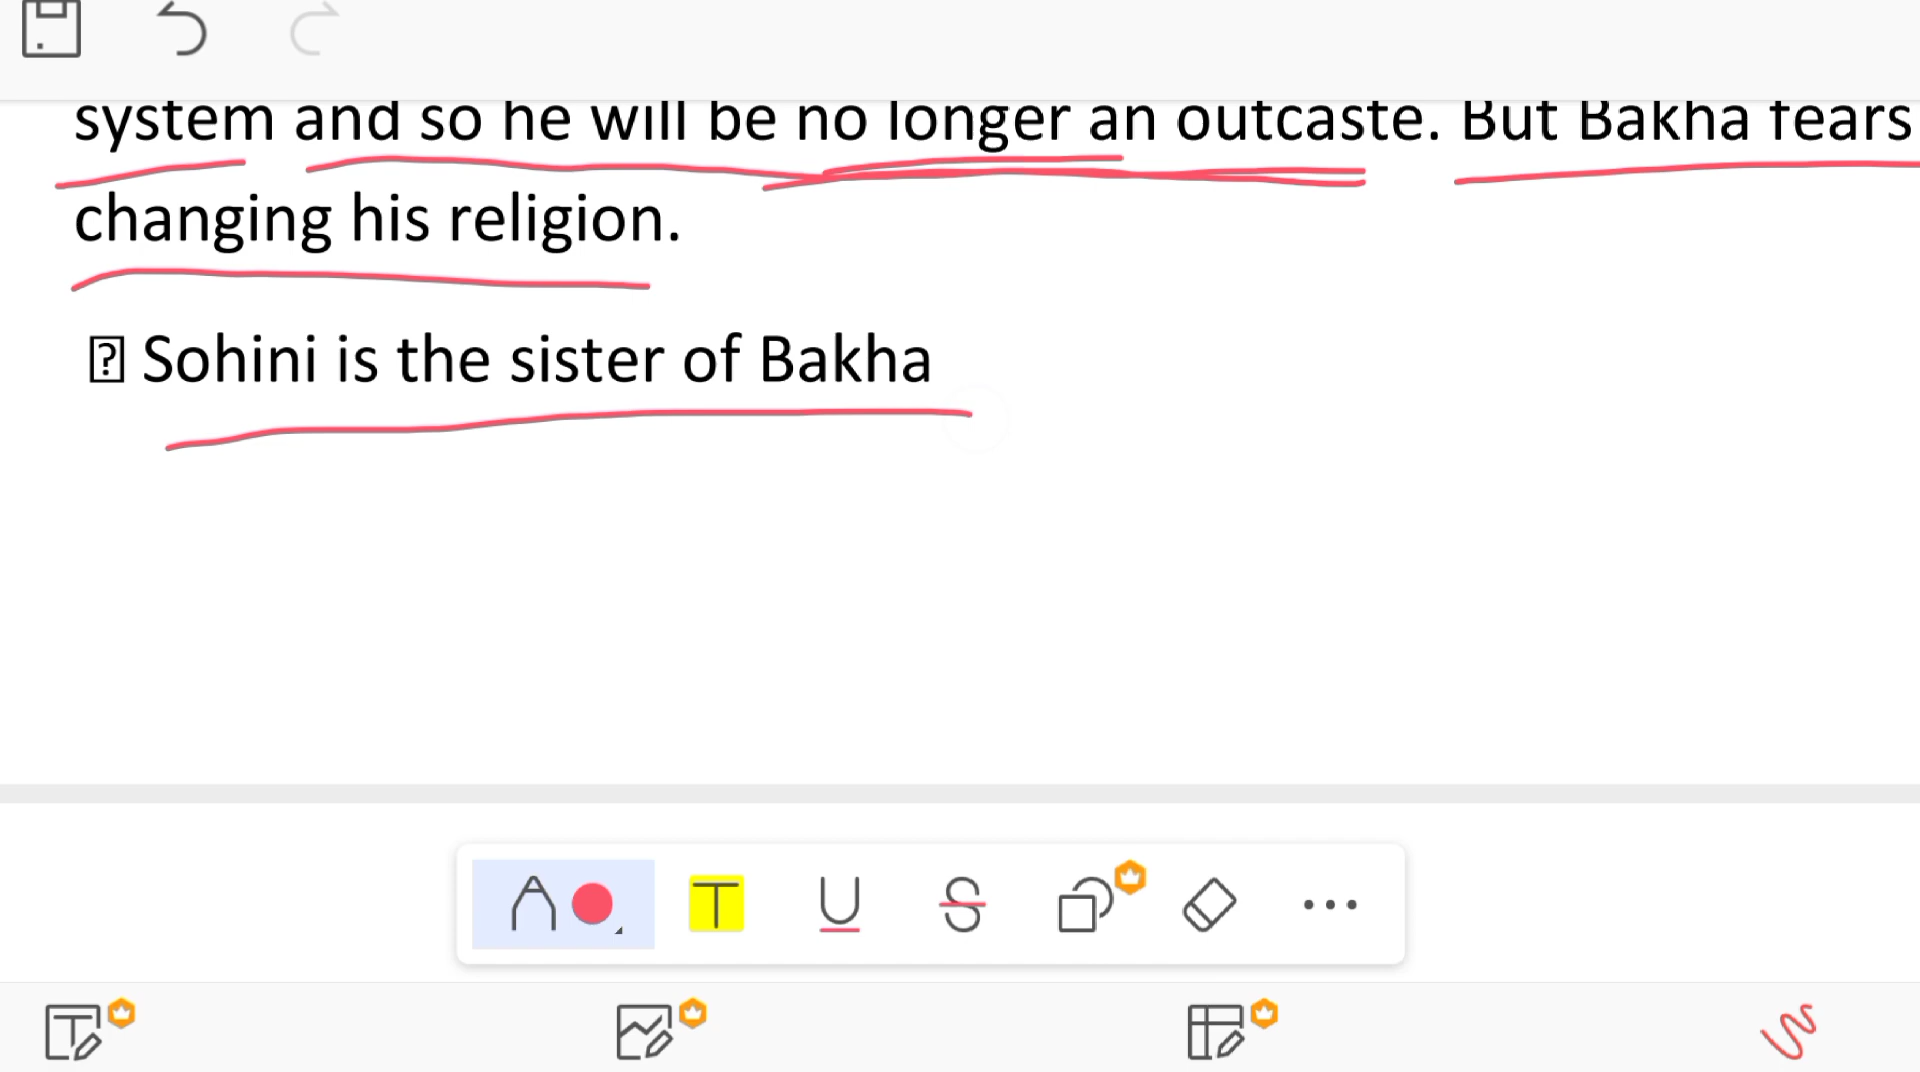 system and so he will be no longer an outcaste. But Bakha fears
changing his religion.
Sohini is the sister of Bakha